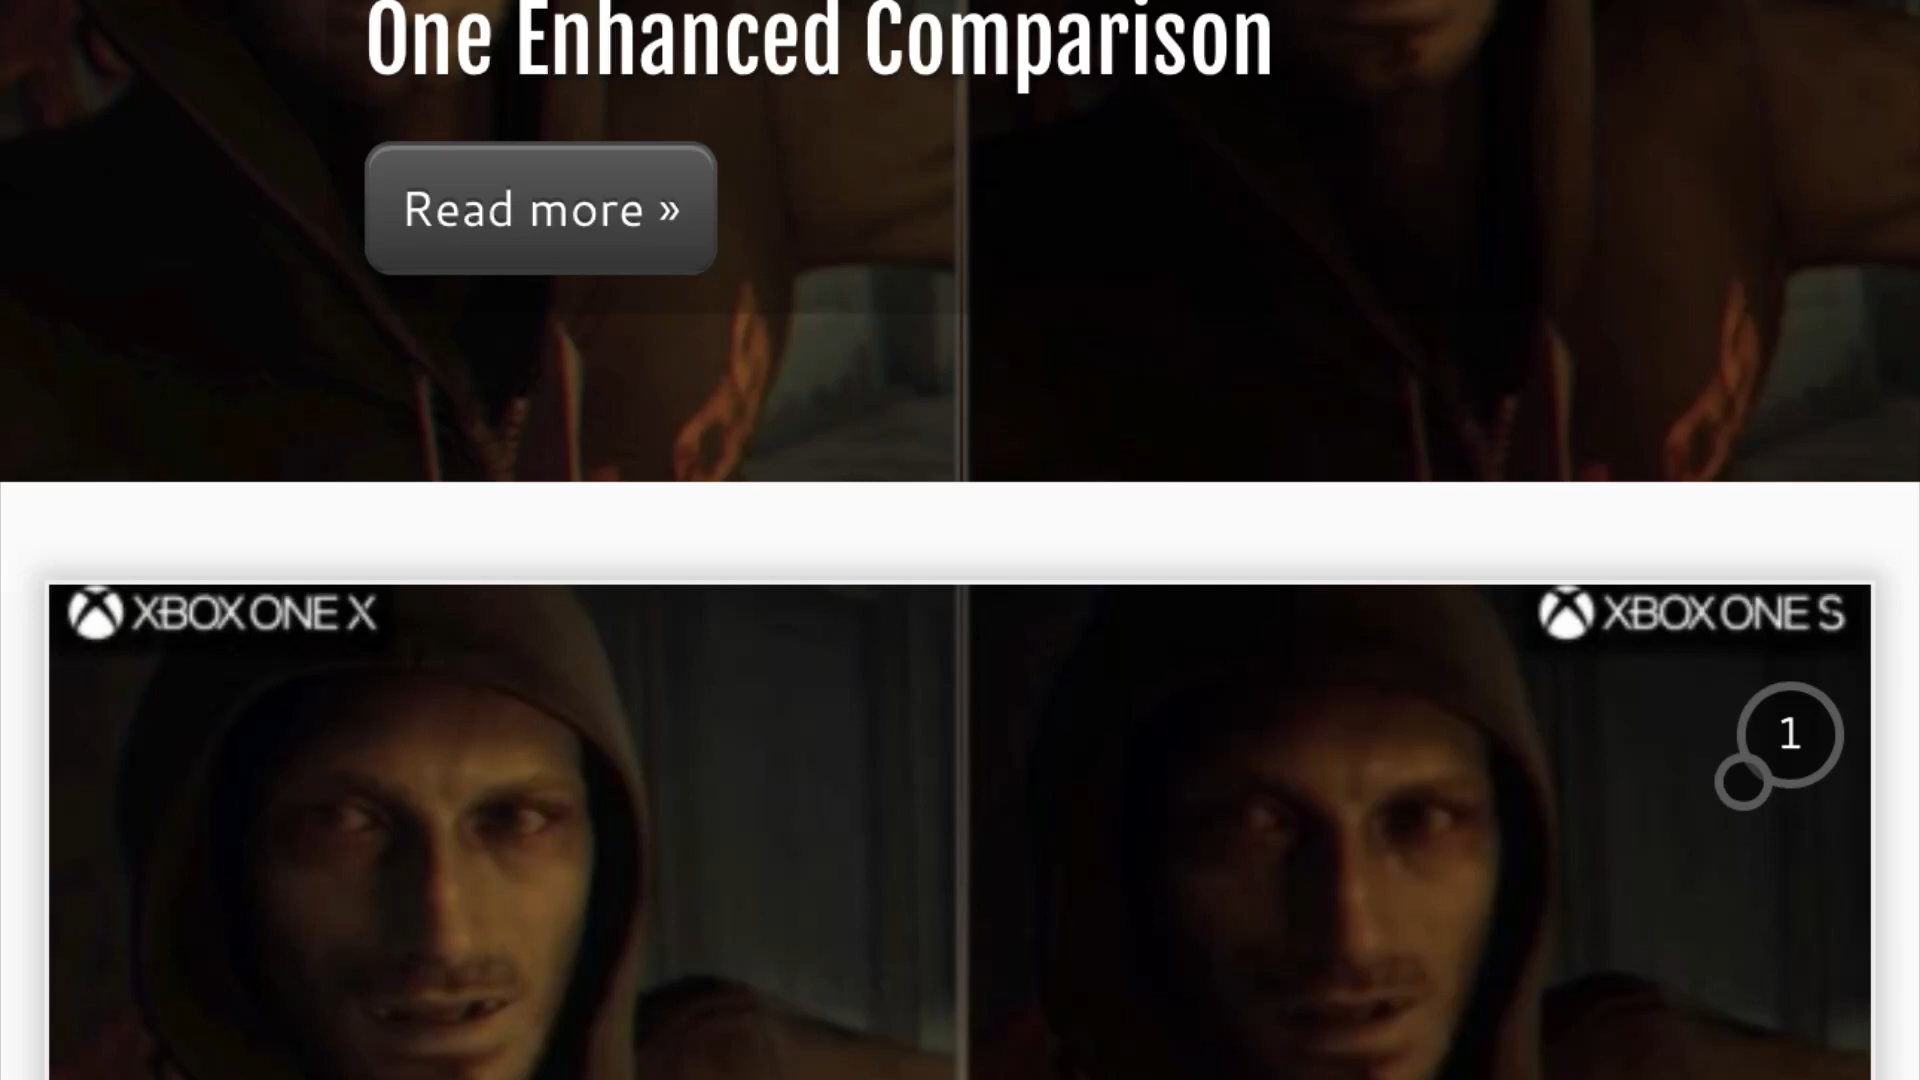 One Enhanced Comparison
Read more »
XBOX ONE X
XBOX ONE S
1